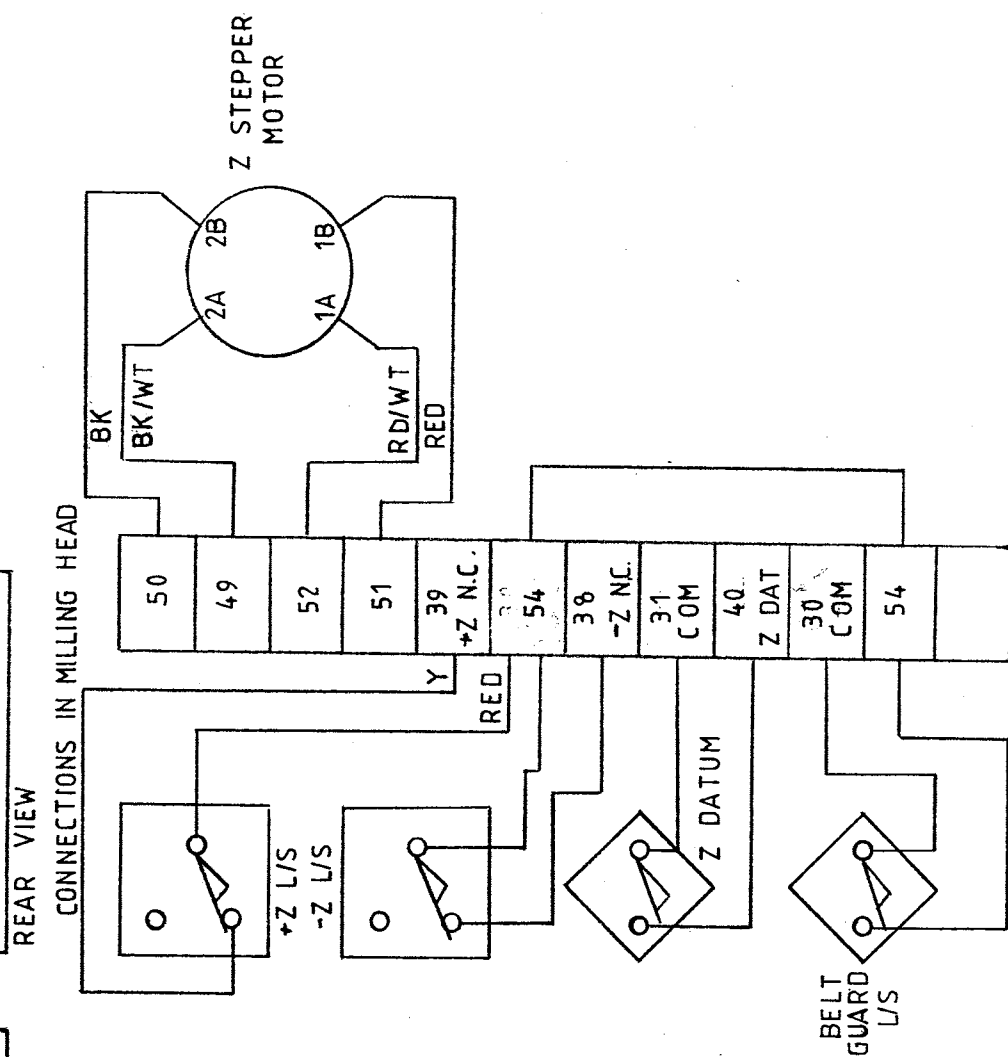 REAR VIEW
CONNECTIONS IN MILLING HEAD
Z STEPPER
MOTOR
2A
2B
1A
1B
BK
BK/WT
RD/WT
RED
50
49
52
51
39
+Z N.C.
54
38
-Z N.C.
31
COM
40
Z DAT
30
COM
54
Y
RED
+Z L/S
-Z L/S
Z DATUM
BELT
GUARD
L/S